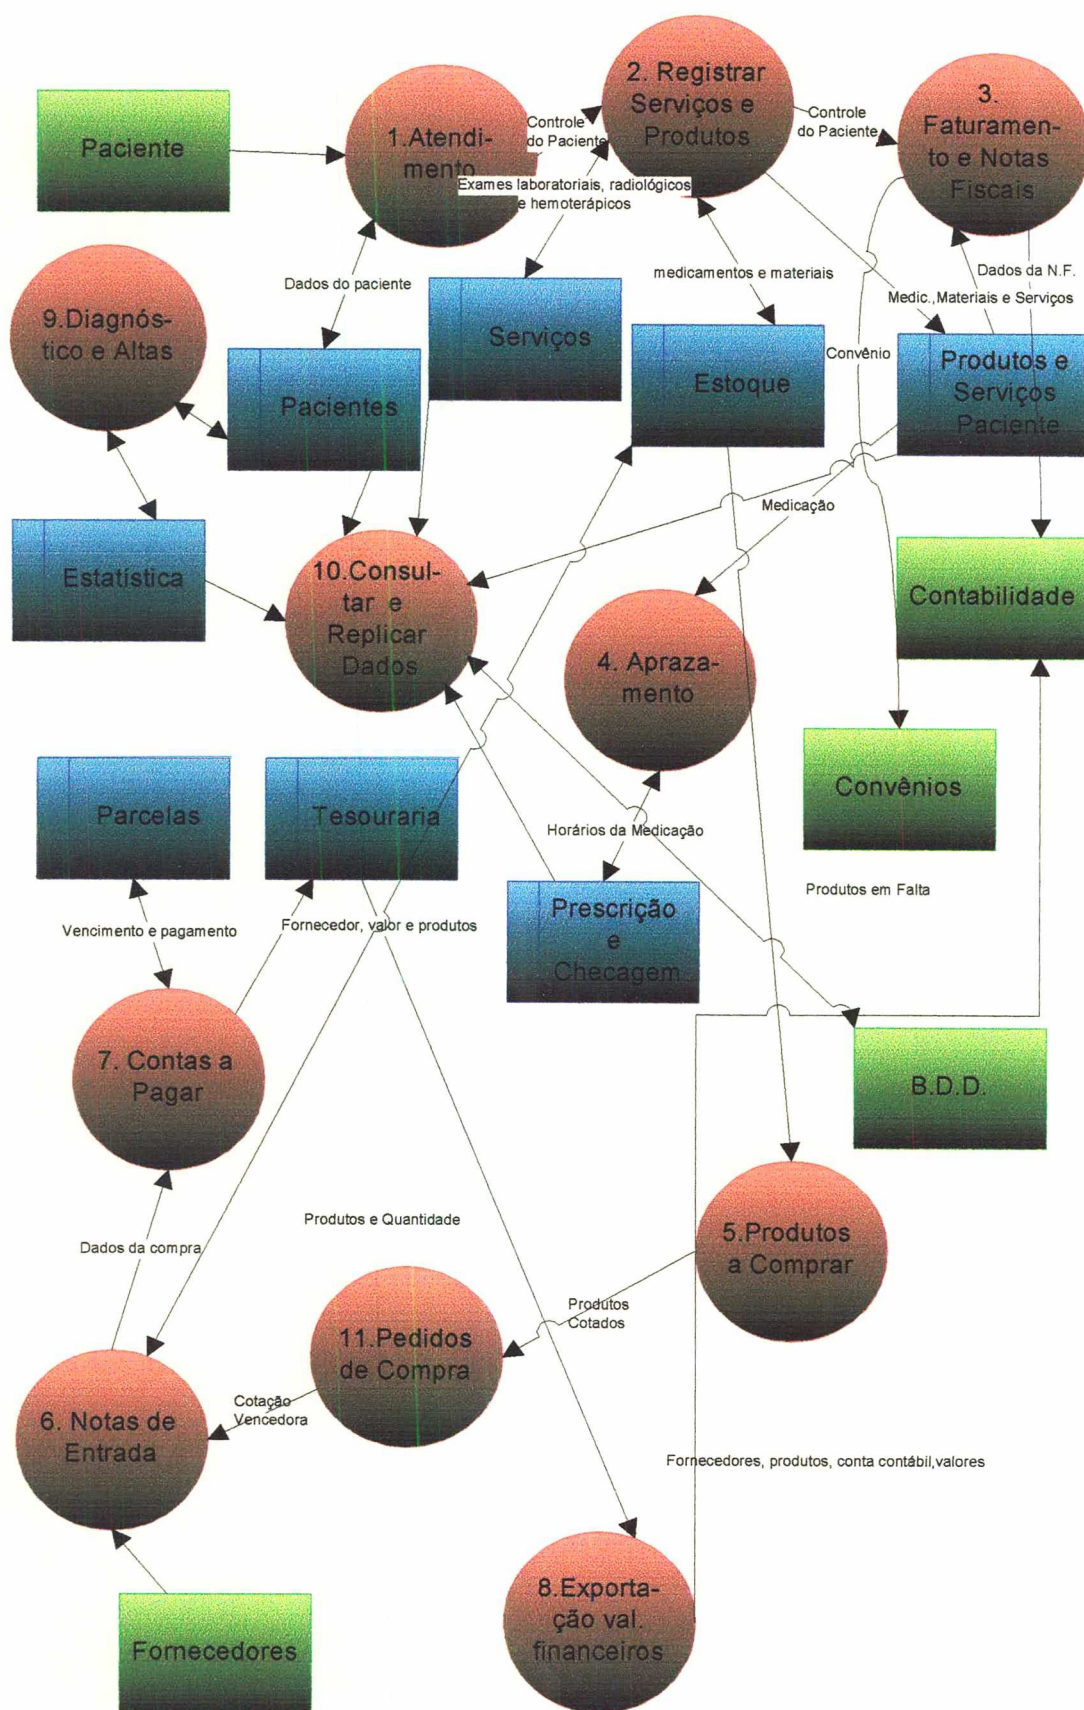 Paciente
1.Atendi-
mento
Controle
do Paciente
2. Registrar
Serviços e
Produtos
Controle
do Paciente
3.
Faturamen-
to e Notas
Fiscais
Exames laboratoriais, radiológicos
e hemoterápicos
Dados do paciente
medicamentos e materiais
Dados da N.F.
Medic.,Materiais e Serviços
9.Diagnós-
tico e Altas
Pacientes
Serviços
Estoque
Convênio
Produtos e
Serviços
Paciente
Medicação
Estatística
10.Consul-
tar e
Replicar
Dados
4. Apraza-
mento
Contabilidade
Convênios
Parcelas
Tesouraria
Horários da Medicação
Produtos em Falta
Prescrição
e
Checagem
Vencimento e pagamento
Fornecedor, valor e produtos
7. Contas a
Pagar
B.D.D.
Produtos e Quantidade
Dados da compra
5.Produtos
a Comprar
Produtos
Cotados
11.Pedidos
de Compra
Cotação
Vencedora
6. Notas de
Entrada
Fornecedores, produtos, conta contábil,valores
8.Exporta-
ção val.
financeiros
Fornecedores